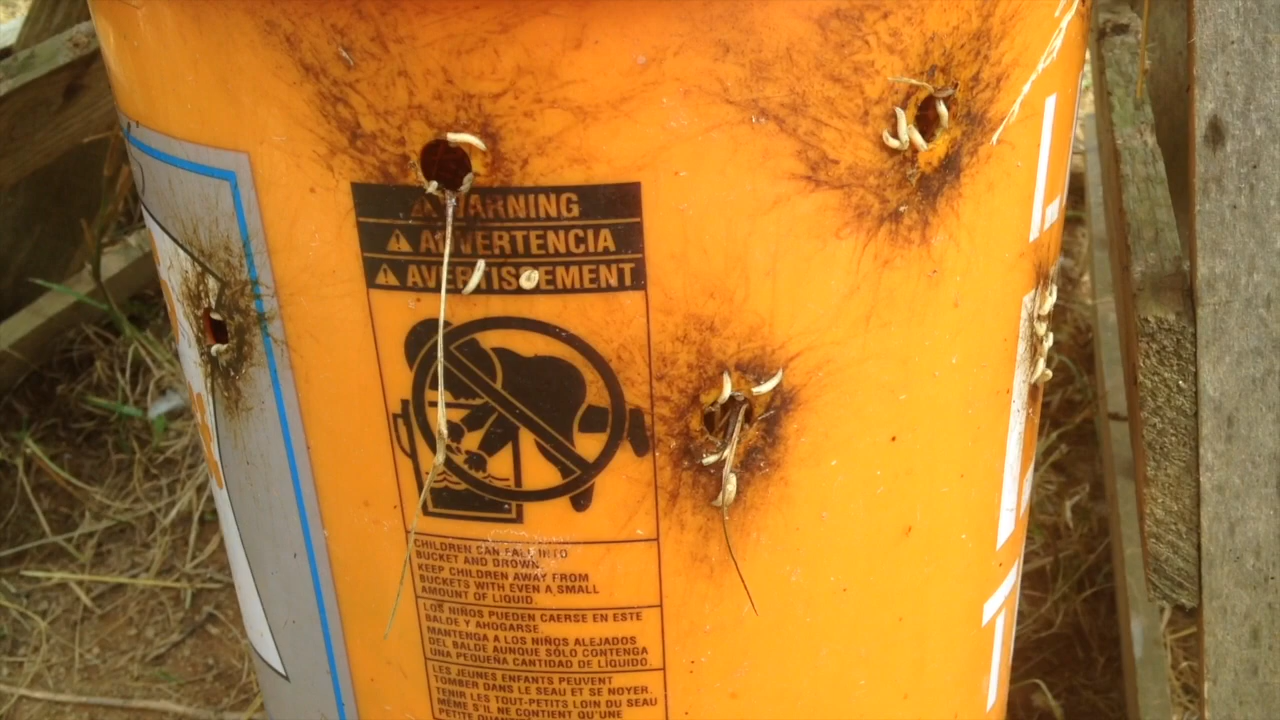 WARNING
ADVERTENCIA
AVERTISSEMENT
CHILDREN CAN FALL INTO
BUCKET AND DROWN.
KEEP CHILDREN AWAY FROM
BUCKETS WITH EVEN A SMALL
AMOUNT OF LIQUID.
LOS NIÑOS PUEDEN CAERSE EN ESTE
BALDE Y AHOGARSE.
MANTENGA A LOS NIÑOS ALEJADOS
DEL BALDE AUNQUE SÓLO CONTENGA
UNA PEQUEÑA CANTIDAD DE LÍQUIDO.
LES JEUNES ENFANTS PEUVENT
TOMBER DANS LE SEAU ET SE NOYER.
TENIR LES TOUT-PETITS LOIN DU SEAU
MÊME S'IL NE CONTIENT QU'UNE
PETITE